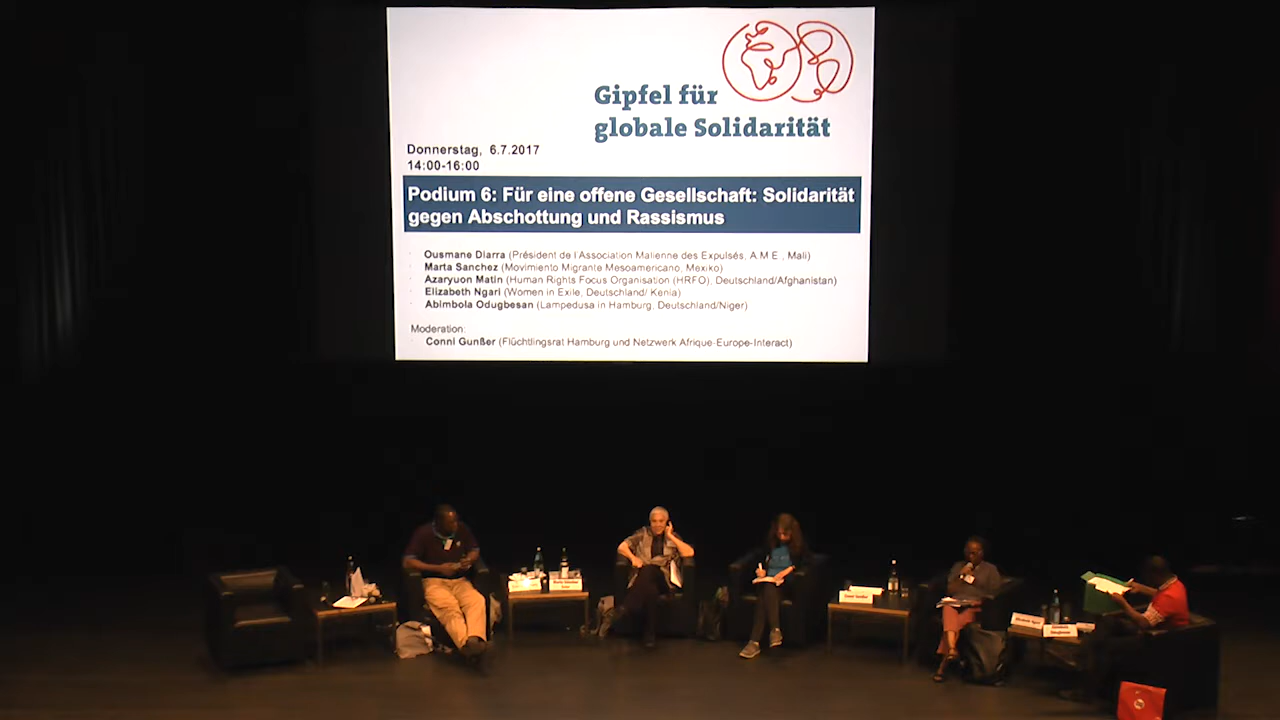 Gipfel für
globale Solidarität
Donnerstag, 6.7.2017
14:00-16:00
Podium 6: Für eine offene Gesellschaft: Solidarität
gegen Abschottung und Rassismus
Ousmane Diarra (Président de l'Association Malienne des Expulsés, A.M.E., Mali)
Marta Sanchez (Movimiento Migrante Mesoamericano, Mexiko)
Azaryuon Matin (Human Rights Focus Organisation (HRFO), Deutschland/Afghanistan)
Elizabeth Ngari (Women in Exile, Deutschland/ Kenia)
Abimbola Odugbesan (Lampedusa in Hamburg, Deutschland/Niger)
Moderation:
Conni Gunßer (Flüchtlingsrat Hamburg und Netzwerk Afrique-Europe-Interact)